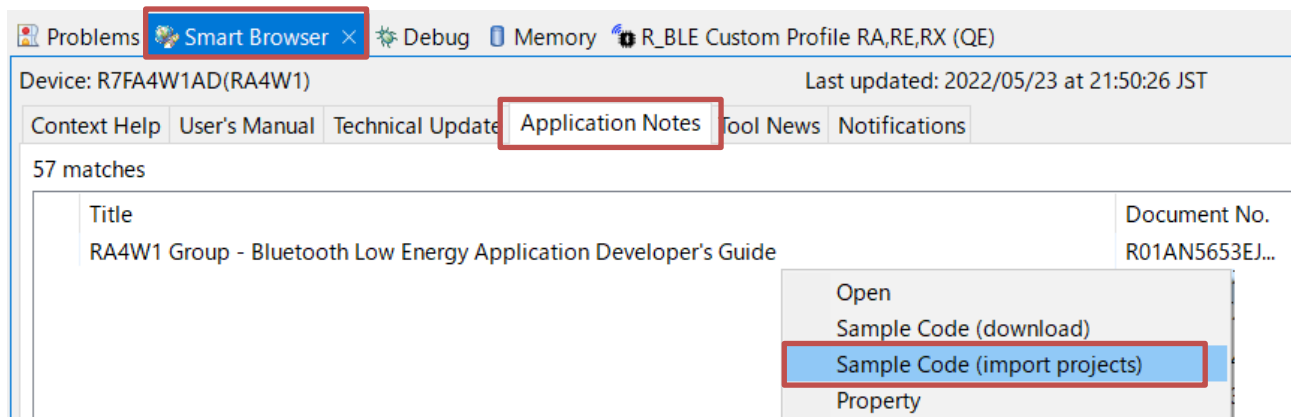 Problems Smart Browser Debug Memory R_BLE Custom Profile RA,RE,RX (QE)
Device: R7FA4W1AD(RA4W1) Last updated: 2022/05/23 at 21:50:26 JST
Context Help User's Manual Technical Update Application Notes Tool News Notifications
57 matches
Title Document No.
RA4W1 Group - Bluetooth Low Energy Application Developer's Guide R01AN5653EJ...
Open
Sample Code (download)
Sample Code (import projects)
Property